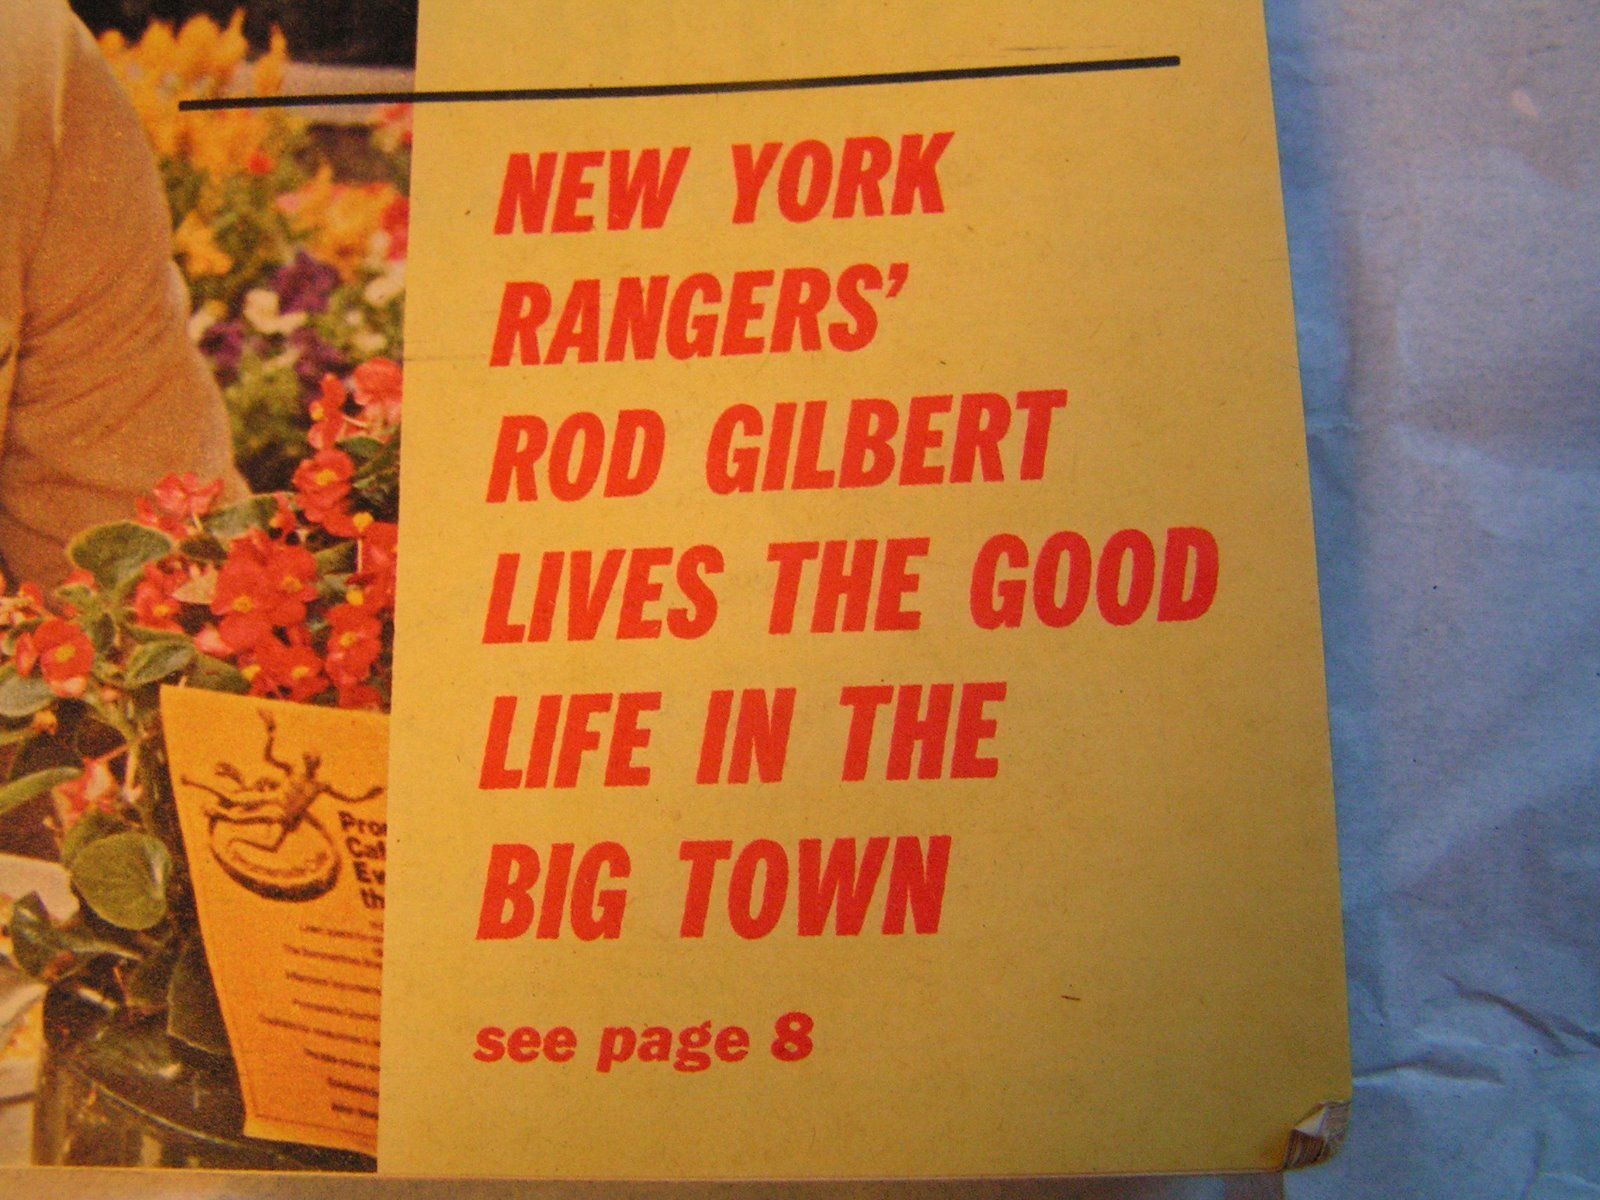 NEW YORK
RANGERS'
ROD GILBERT
LIVES THE GOOD
LIFE IN THE
BIG TOWN
see page 8